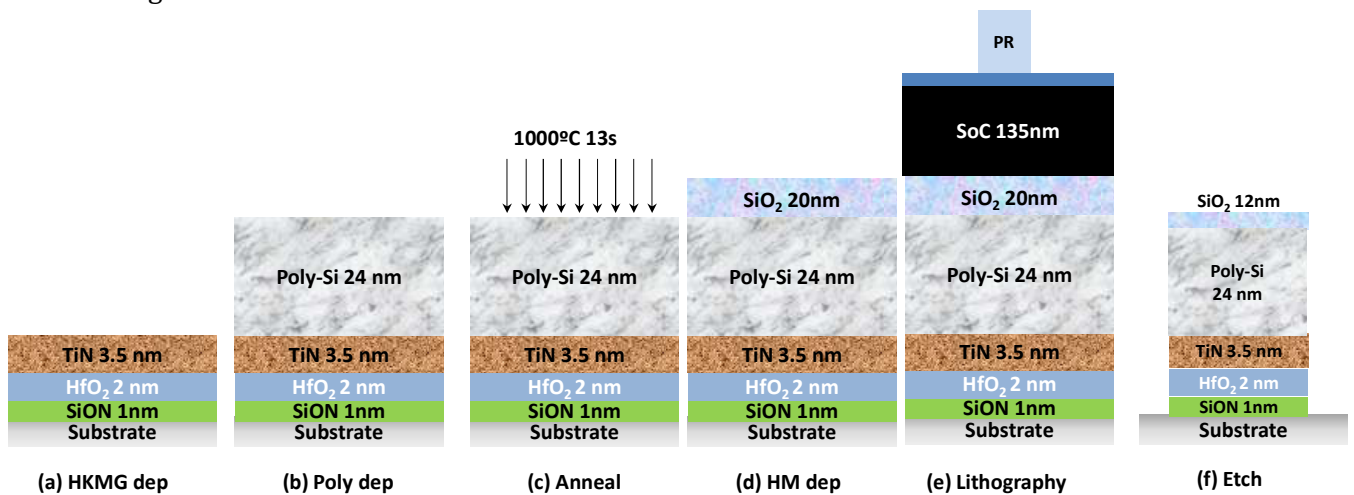 TiN 3.5 nm
HfO₂ 2 nm
SiON 1nm
Substrate
(a) HKMG dep
Poly-Si 24 nm
TiN 3.5 nm
HfO₂ 2 nm
SiON 1nm
Substrate
(b) Poly dep
1000ºC 13s
Poly-Si 24 nm
TiN 3.5 nm
HfO₂ 2 nm
SiON 1nm
Substrate
(c) Anneal
SiO₂ 20nm
Poly-Si 24 nm
TiN 3.5 nm
HfO₂ 2 nm
SiON 1nm
Substrate
(d) HM dep
PR
SoC 135nm
SiO₂ 20nm
Poly-Si 24 nm
TiN 3.5 nm
HfO₂ 2 nm
SiON 1nm
Substrate
(e) Lithography
SiO₂ 12nm
Poly-Si
24 nm
TiN 3.5 nm
HfO₂ 2 nm
SiON 1nm
Substrate
(f) Etch